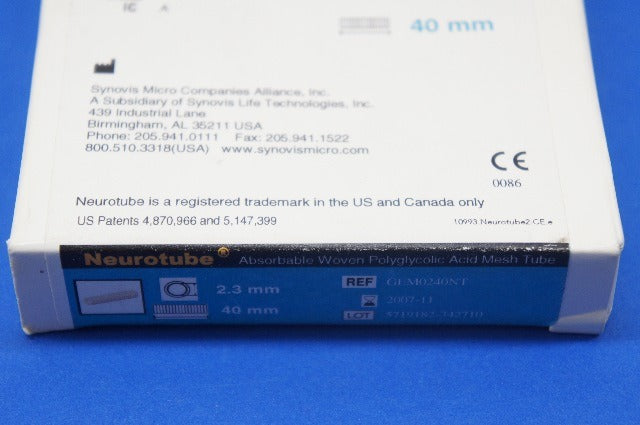 40 mm
Synovis Micro Companies Alliance, Inc.
A Subsidiary of Synovis Life Technologies, Inc.
439 Industrial Lane
Birmingham, AL 35211 USA
Phone: 205.941.0111 Fax: 205.941.1522
800.510.3318(USA) www.synovismicro.com
CE
0086
Neurotube is a registered trademark in the US and Canada only
US Patents 4,870,966 and 5,147,399
10993.Neurotube2.CE.e
Neurotube® Absorbable Woven Polyglycolic Acid Mesh Tube
2.3 mm
40 mm
REF GEM0240NT
2007-11
LOT 5719182-342710